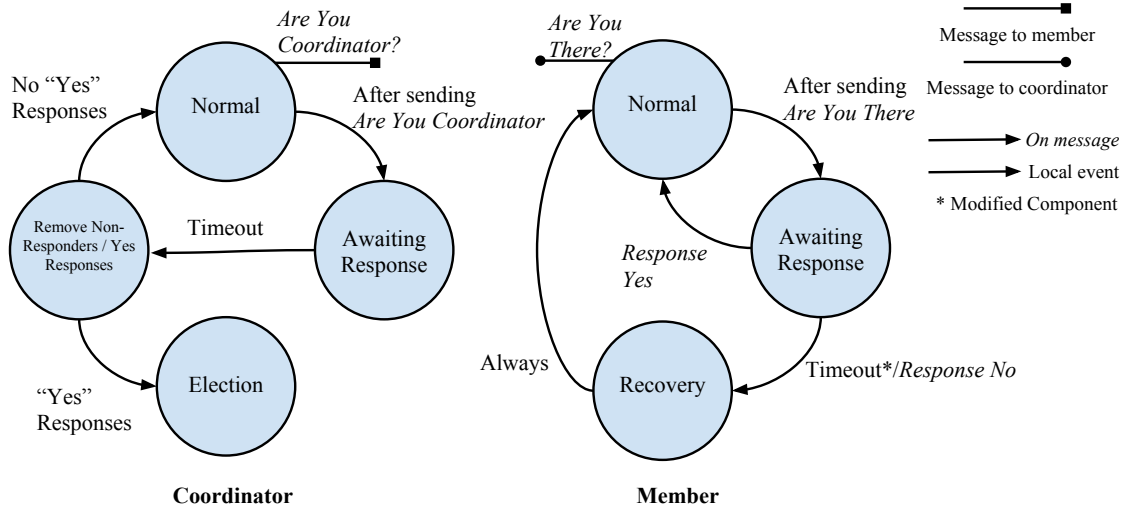 Are You
Coordinator?
No “Yes”
Responses
Normal
After sending
Are You Coordinator
Remove Non-
Responders / Yes
Responses
Timeout
Awaiting
Response
“Yes”
Responses
Election
Coordinator
Are You
There?
Normal
After sending
Are You There
Response
Yes
Awaiting
Response
Always
Recovery
Timeout*/Response No
Member
Message to member
Message to coordinator
On message
Local event
* Modified Component